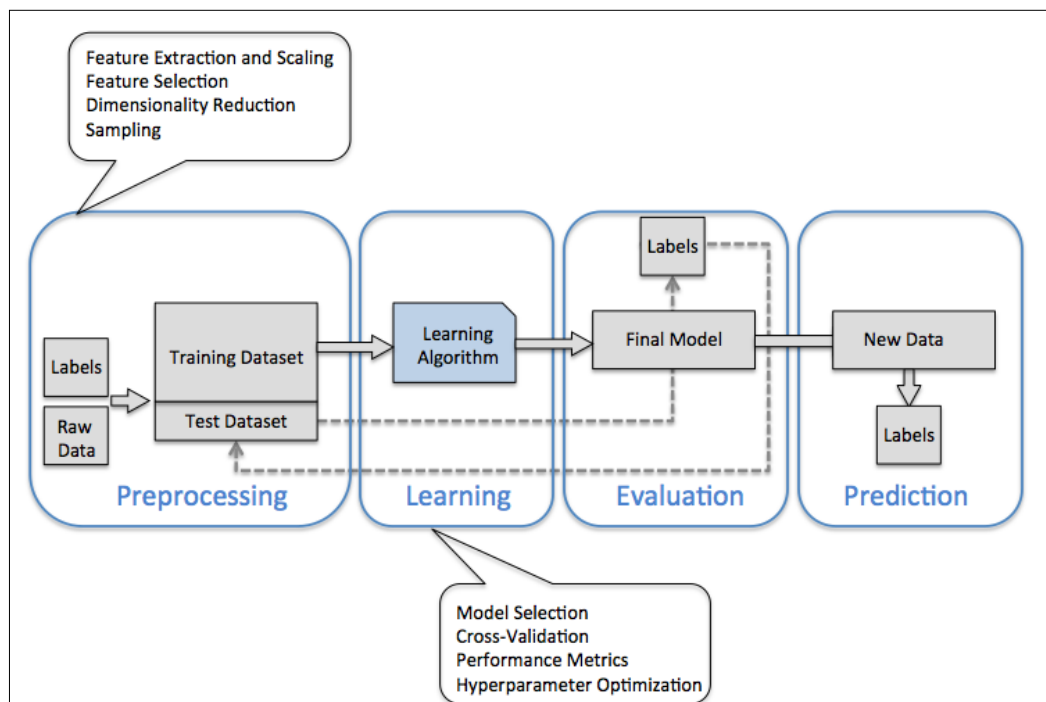 Feature Extraction and Scaling
Feature Selection
Dimensionality Reduction
Sampling
Labels
Raw
Data
Training Dataset
Test Dataset
Preprocessing
Learning
Algorithm
Learning
Labels
Final Model
Evaluation
New Data
Labels
Prediction
Model Selection
Cross-Validation
Performance Metrics
Hyperparameter Optimization